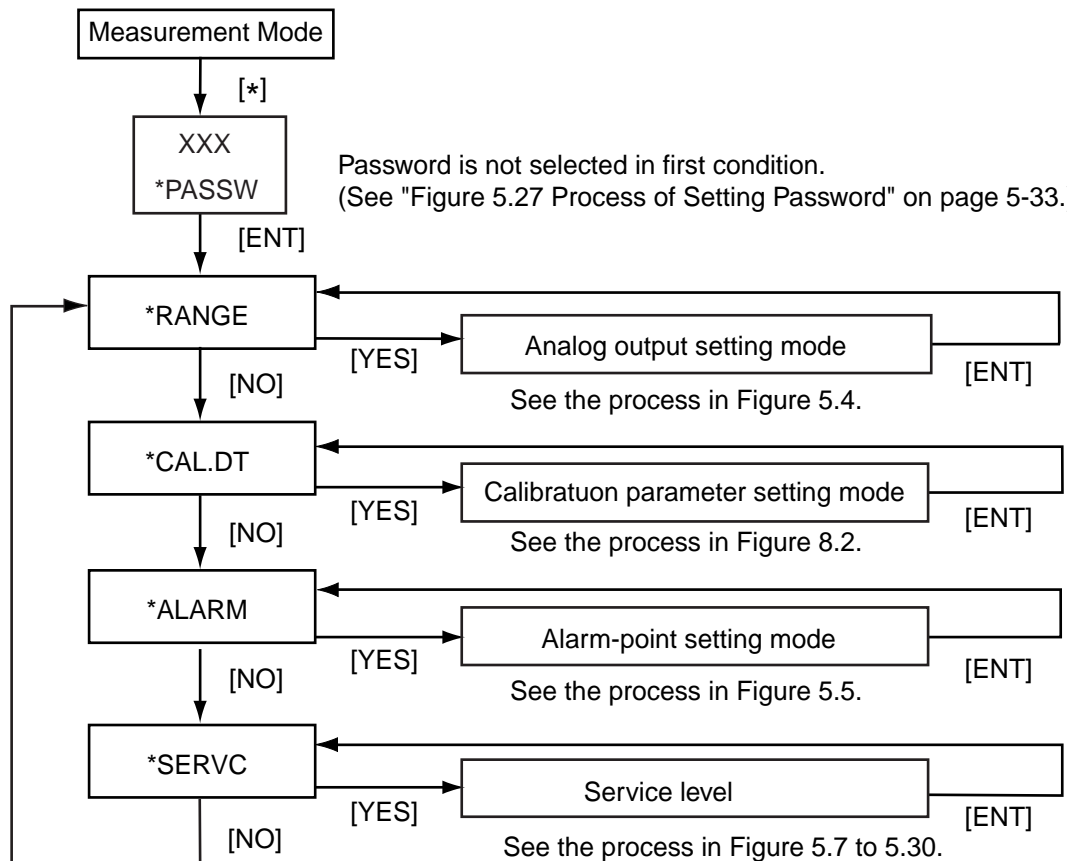 Measurement Mode
[*]
XXX
*PASSW
Password is not selected in first condition.
(See "Figure 5.27 Process of Setting Password" on page 5-33.
[ENT]
*RANGE
[YES]
Analog output setting mode
[ENT]
[NO]
See the process in Figure 5.4.
*CAL.DT
[YES]
Calibratuon parameter setting mode
[ENT]
[NO]
See the process in Figure 8.2.
*ALARM
[YES]
Alarm-point setting mode
[ENT]
[NO]
See the process in Figure 5.5.
*SERVC
[YES]
Service level
[ENT]
[NO]
See the process in Figure 5.7 to 5.30.